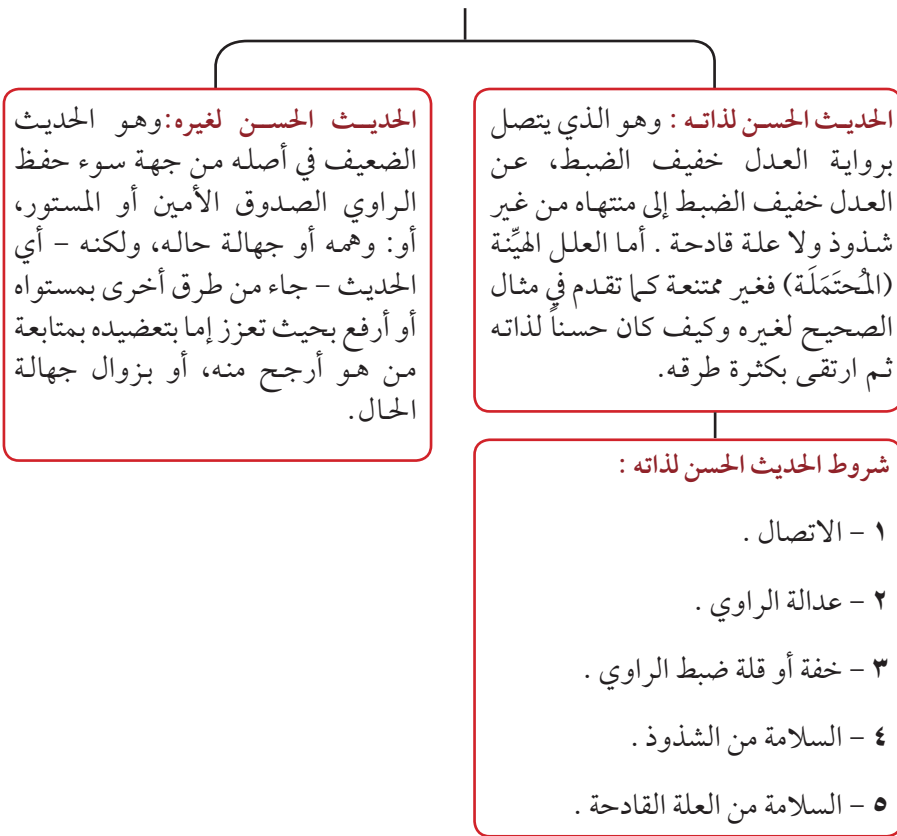 الحديث الحسن لذاته : وهو الذي يتصل
برواية العدل خفيف الضبط، عن
العدل خفيف الضبط إلى منتهاه من غير
شذوذ ولا علة قادحة . أما العلل الهيِّنة
(المُحتَمَلَة) فغير ممتنعة كما تقدم في مثال
الصحيح لغيره وكيف كان حسناً لذاته
ثم ارتقى بكثرة طرقه.
شروط الحديث الحسن لذاته :
١ – الاتصال .
٢ – عدالة الراوي .
٣ – خفة أو قلة ضبط الراوي .
٤ – السلامة من الشذوذ .
٥ – السلامة من العلة القادحة .
الحديث الحسن لغيره:وهو الحديث
الضعيف في أصله من جهة سوء حفظ
الراوي الصدوق الأمين أو المستور،
أو: وهمه أو جهالة حاله، ولكنه – أي
الحديث – جاء من طرق أخرى بمستواه
أو أرفع بحيث تعزز إما بتعضيده بمتابعة
من هو أرجح منه، أو بزوال جهالة
الحال.